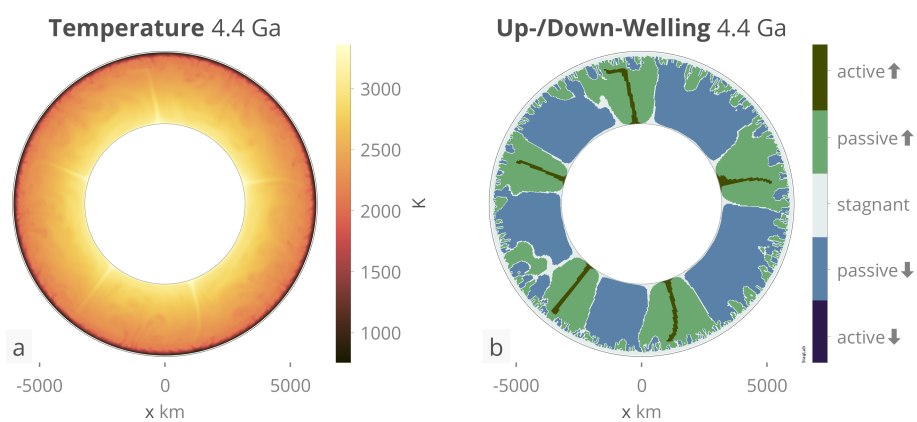 Temperature 4.4 Ga
3000
2500
2000
1500
1000
K
a
-5000 0 5000
x km
Up-/Down-Welling 4.4 Ga
active⬆
passive⬆
stagnant
passive⬇
active⬇
b
-5000 0 5000
x km
StagLab